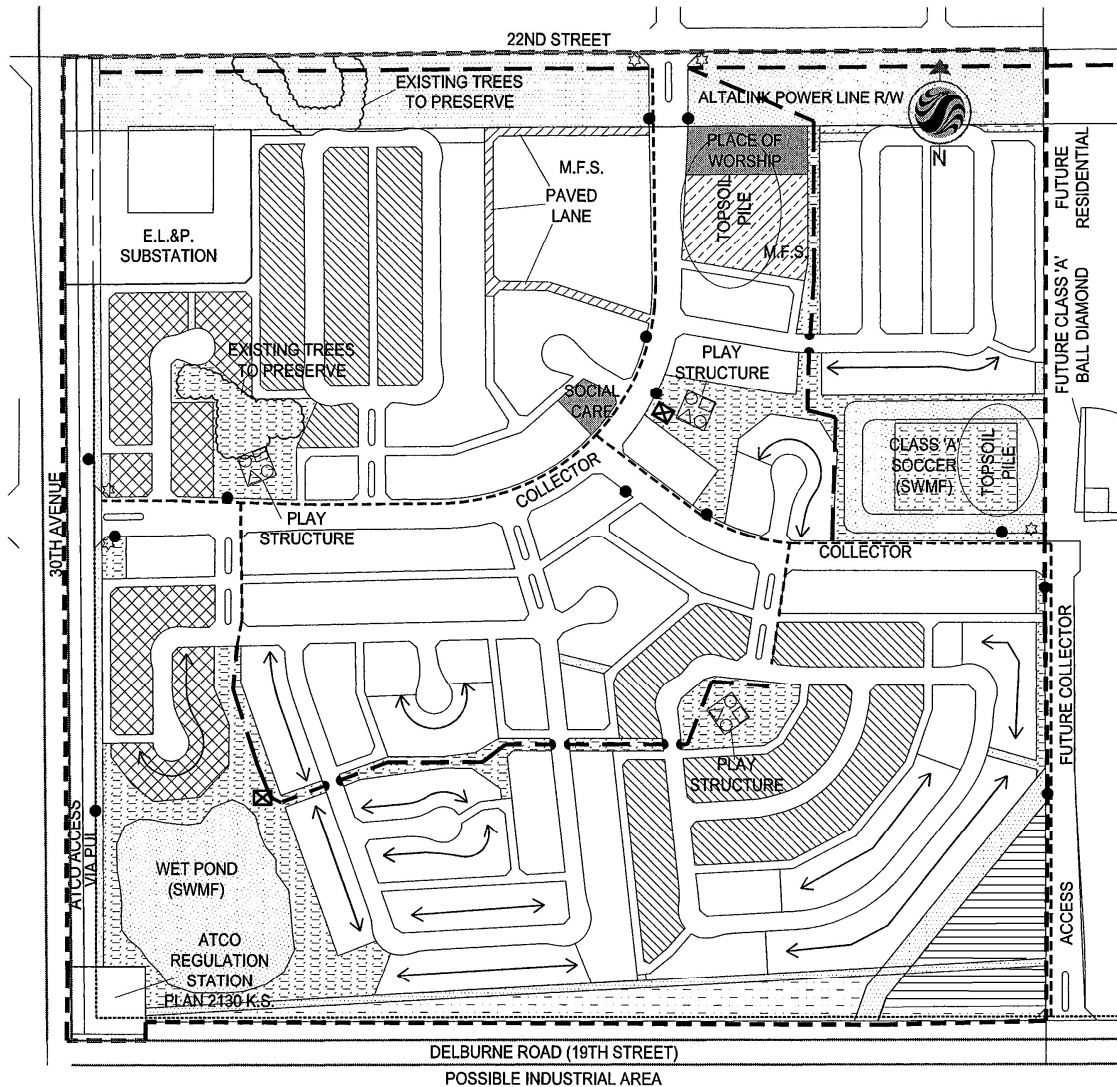 22ND STREET
EXISTING TREES
TO PRESERVE
ALTALINK POWER LINE R/W
N
PLACE OF
WORSHIP
TOPSOIL
PILE
M.F.S.
M.F.S.
PAVED
LANE
E.L.&P.
SUBSTATION
FUTURE
RESIDENTIAL
FUTURE CLASS 'A'
BALL DIAMOND
EXISTING TREES
TO PRESERVE
PLAY
STRUCTURE
SOCIAL
CARE
CLASS 'A'
SOCCER
(SWMF)
TOPSOIL
PILE
COLLECTOR
PLAY
STRUCTURE
COLLECTOR
30TH AVENUE
FUTURE COLLECTOR
PLAY
STRUCTURE
WET POND
(SWMF)
ATCO ACCESS
VIA PUL
ACCESS
ATCO
REGULATION
STATION
PLAN 2130 K.S.
DELBURNE ROAD (19TH STREET)
POSSIBLE INDUSTRIAL AREA